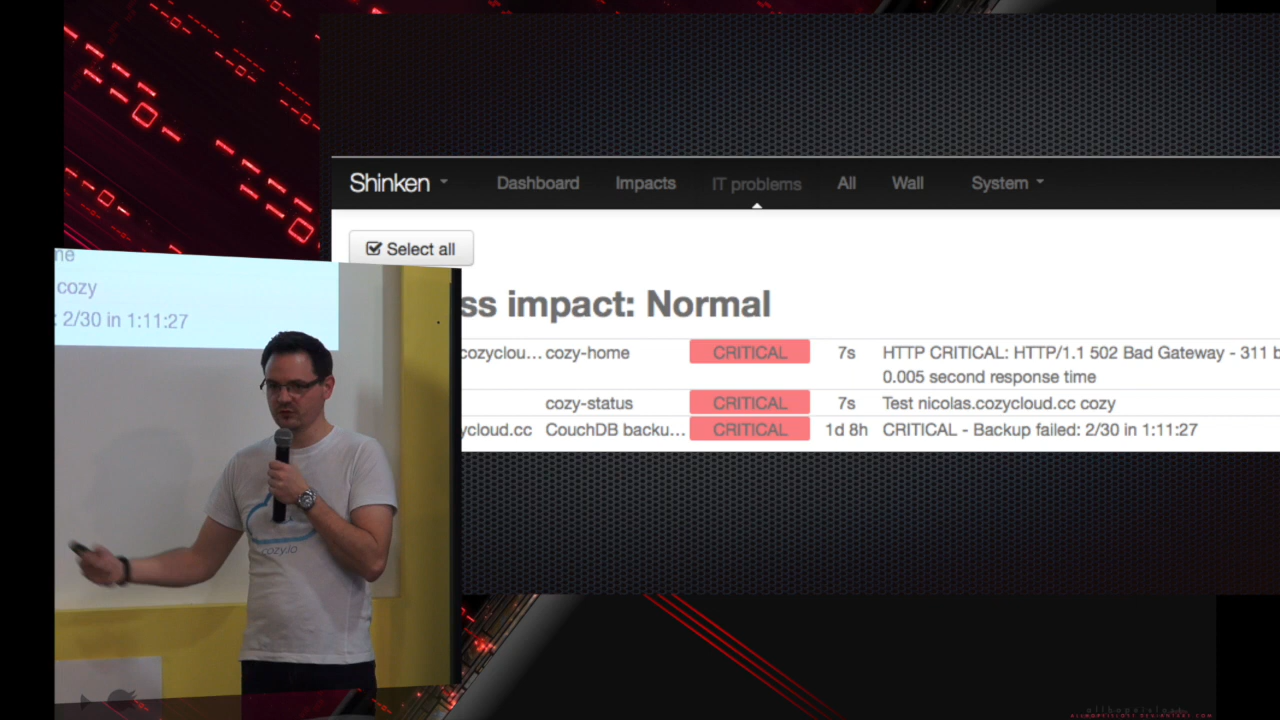 Shinken Dashboard Impacts IT problems All Wall System
Select all
ss impact: Normal
cozyclou... cozy-home CRITICAL 7s HTTP CRITICAL: HTTP/1.1 502 Bad Gateway - 311 b
0.005 second response time
cozy-status CRITICAL 7s Test nicolas.cozycloud.cc cozy
ycloud.cc CouchDB backu... CRITICAL 1d 8h CRITICAL - Backup failed: 2/30 in 1:11:27
me
cozy
: 2/30 in 1:11:27
cozy.io